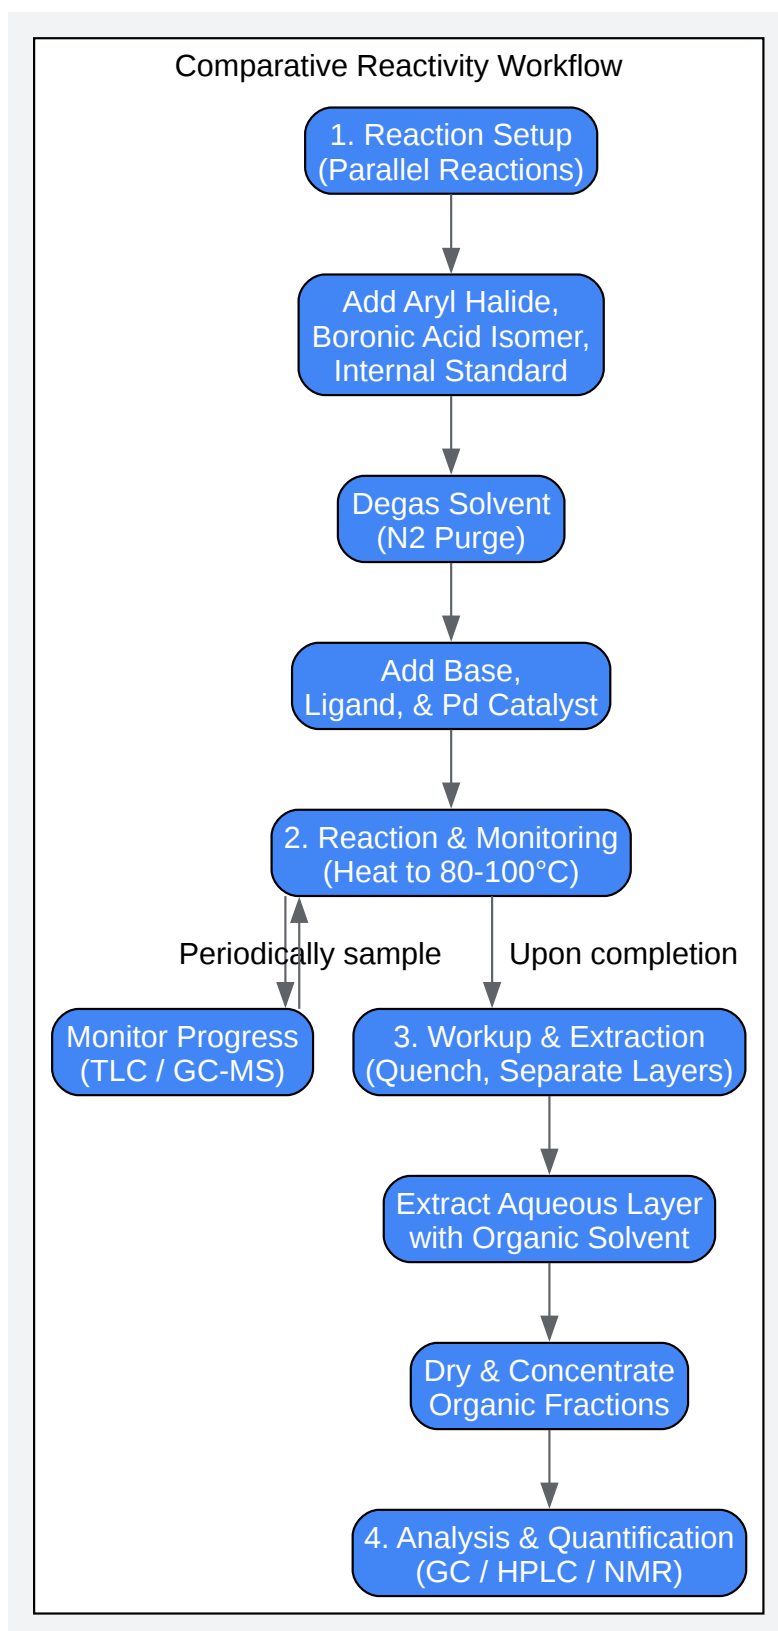 Comparative Reactivity Workflow
1. Reaction Setup
(Parallel Reactions)
Add Aryl Halide,
Boronic Acid Isomer,
Internal Standard
Degas Solvent
(N2 Purge)
Add Base,
Ligand, & Pd Catalyst
2. Reaction & Monitoring
(Heat to 80-100°C)
Periodically sample
Upon completion
Monitor Progress
(TLC / GC-MS)
3. Workup & Extraction
(Quench, Separate Layers)
Extract Aqueous Layer
with Organic Solvent
Dry & Concentrate
Organic Fractions
4. Analysis & Quantification
(GC / HPLC / NMR)